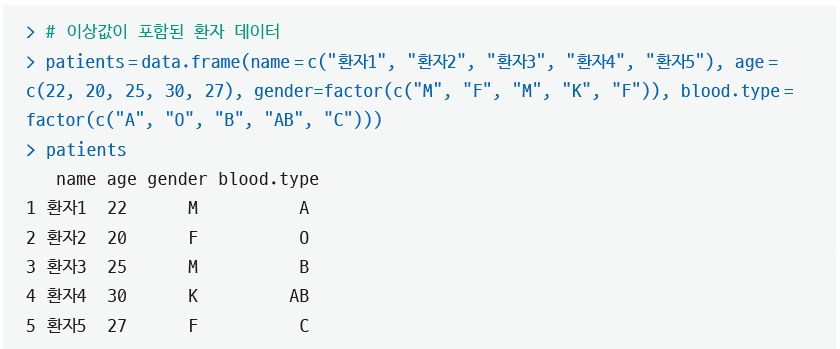 > # 이상값이 포함된 환자 데이터
> patients = data.frame(name = c("환자1", "환자2", "환자3", "환자4", "환자5"), age =
c(22, 20, 25, 30, 27), gender=factor(c("M", "F", "M", "K", "F")), blood.type =
factor(c("A", "O", "B", "AB", "C")))
> patients
name age gender blood.type
1 환자1 22 M A
2 환자2 20 F O
3 환자3 25 M B
4 환자4 30 K AB
5 환자5 27 F C